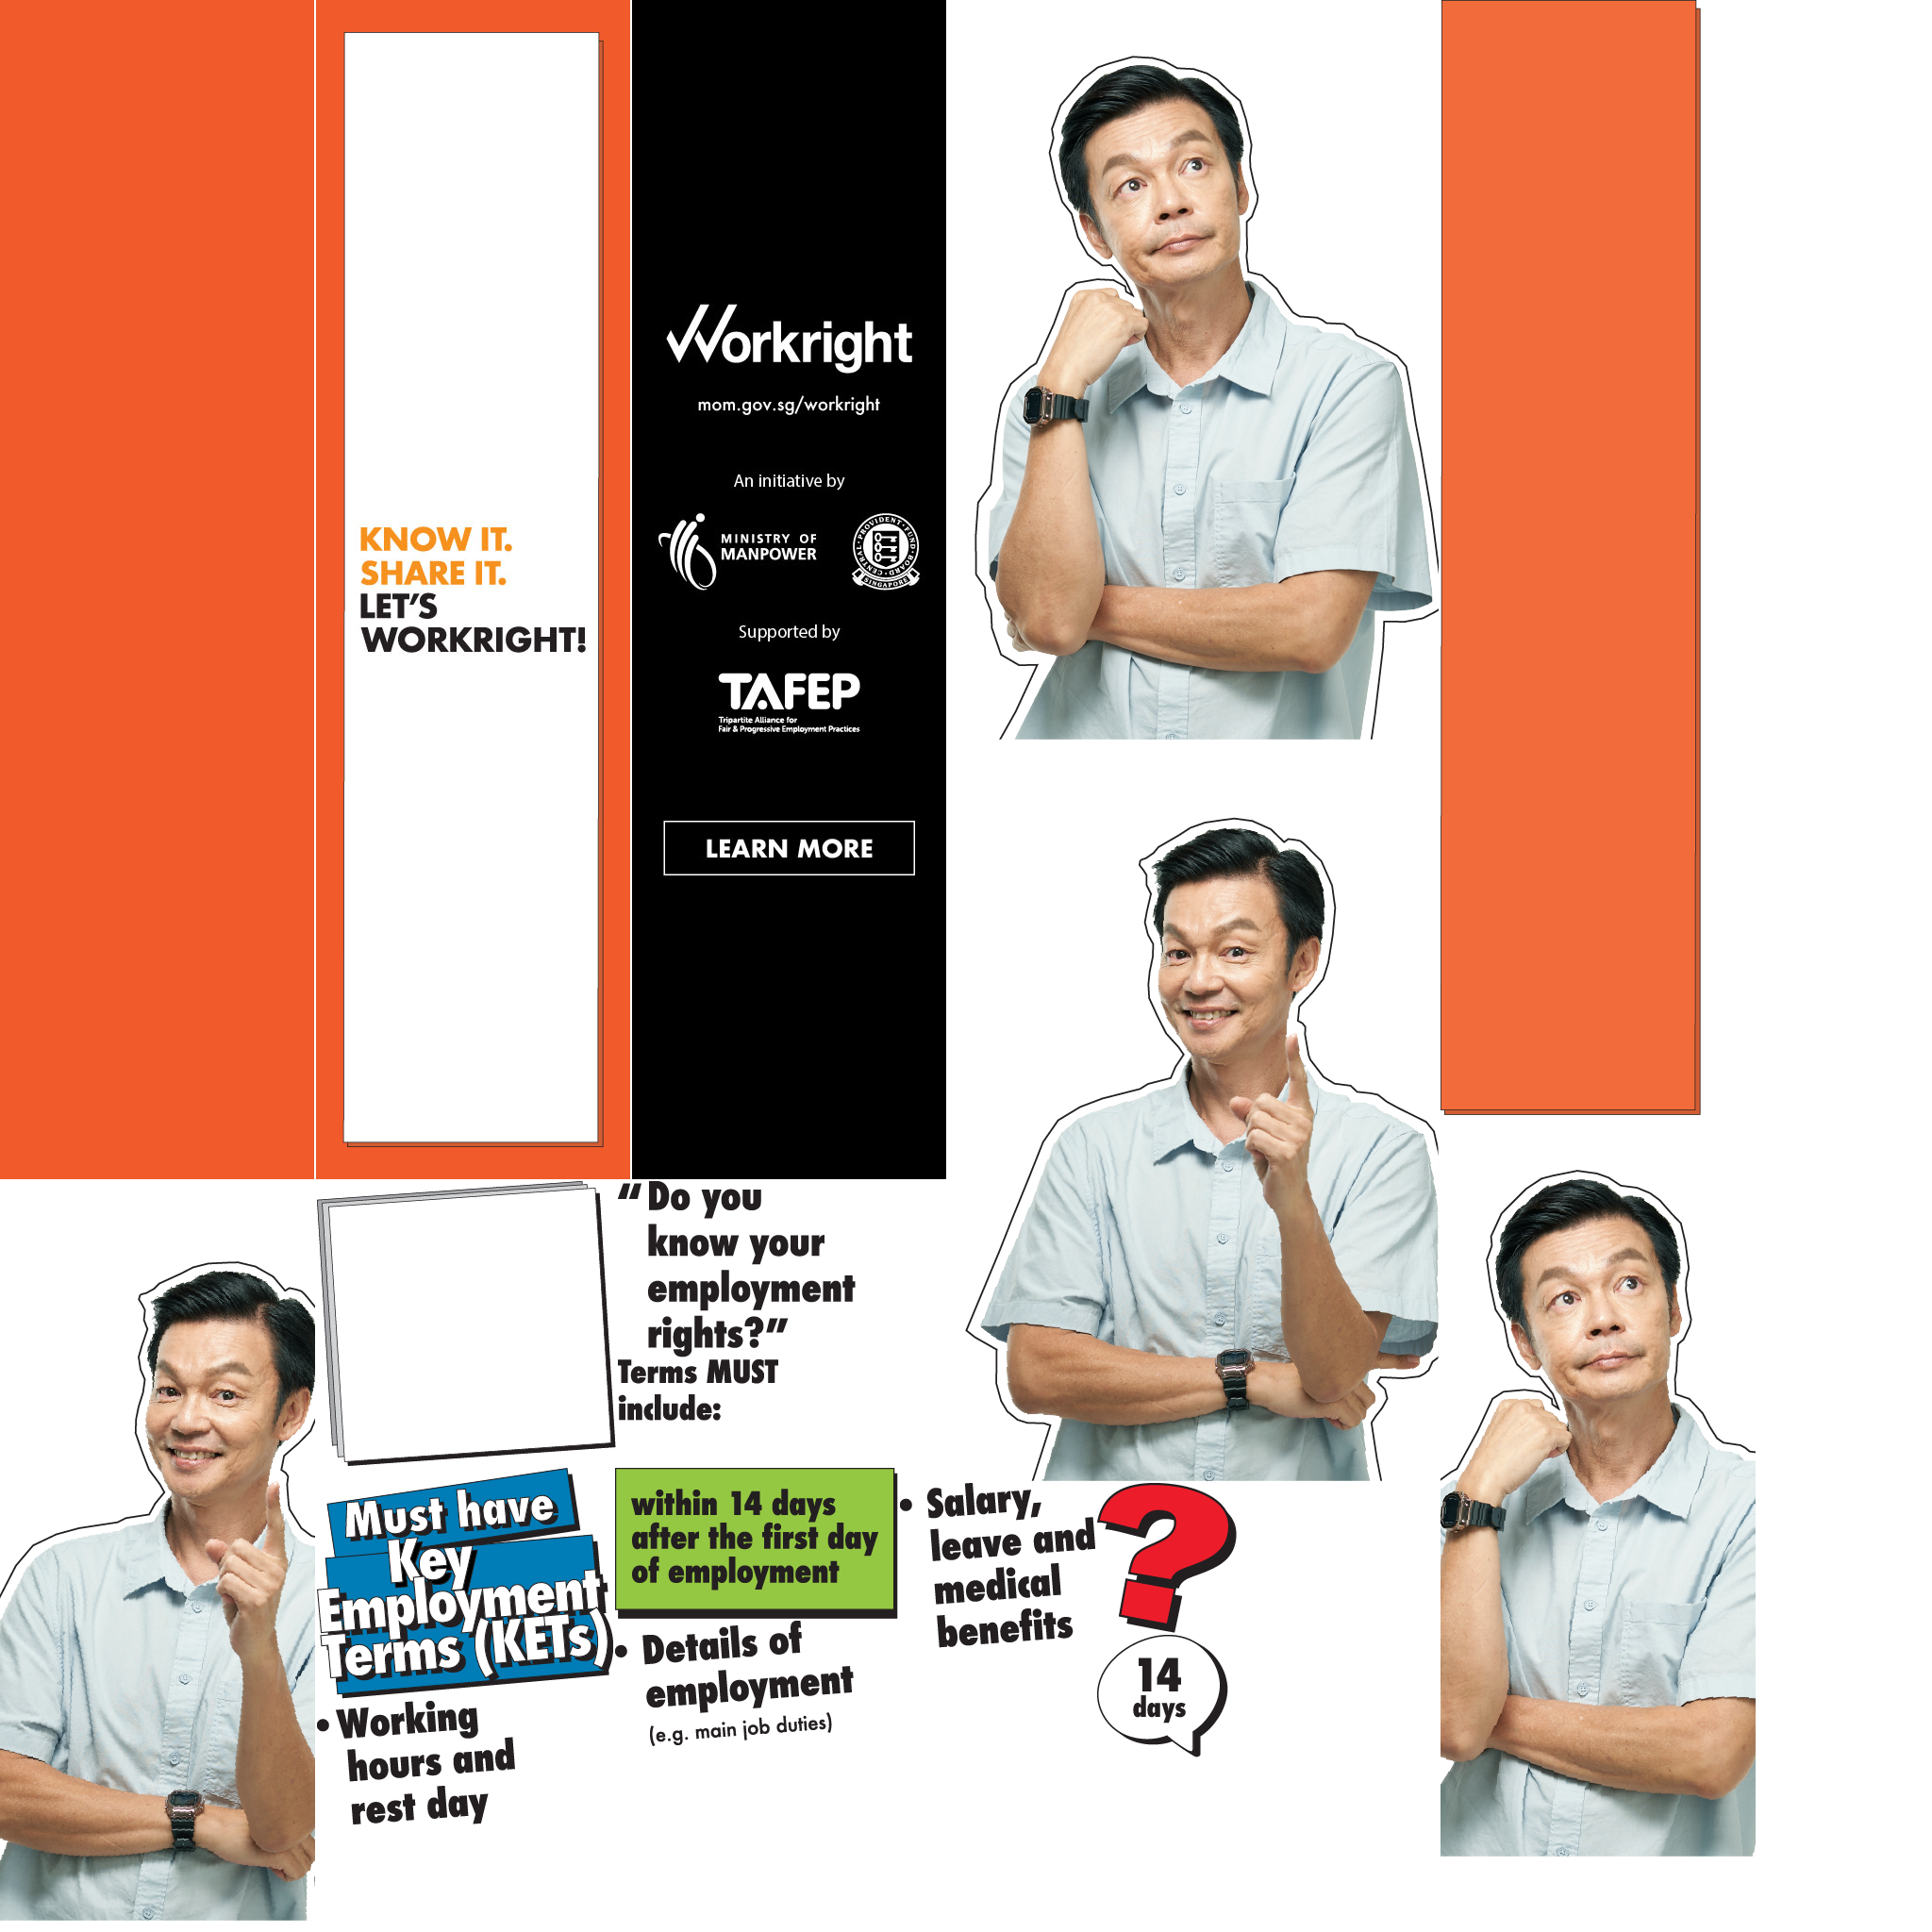 KNOW IT.
SHARE IT.
LET'S
WORKRIGHT!
Workright
mom.gov.sg/workright
An initiative by
MINISTRY OF
MANPOWER
CENTRAL PROVIDENT FUND BOARD
SINGAPORE
Supported by
TAFEP
Tripartite Alliance for
Fair & Progressive Employment Practices
LEARN MORE
“Do you
know your
employment
rights?”
Terms MUST
include:
Must have
Key
Employment
Terms (KETs)
within 14 days
after the first day
of employment
• Salary,
leave and
medical
benefits
?
14
days
• Details of
employment
(e.g. main job duties)
• Working
hours and
rest day